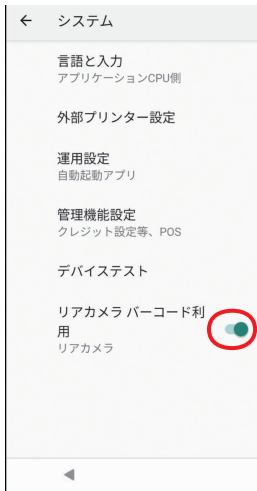 システム
言語と入力
アプリケーションCPU側
外部プリンター設定
運用設定
自動起動アプリ
管理機能設定
クレジット設定等、POS
デバイステスト
リアカメラ バーコード利
用
リアカメラ